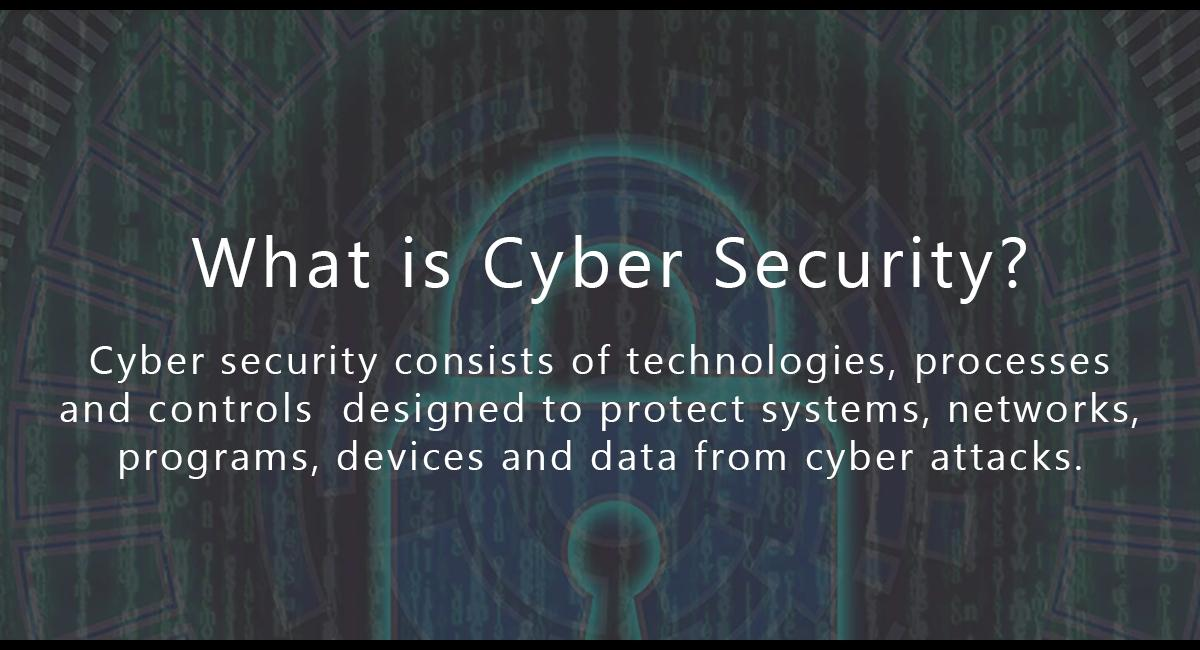 What is Cyber Security?
Cyber security consists of technologies, processes
and controls  designed to protect systems, networks,
programs, devices and data from cyber attacks.